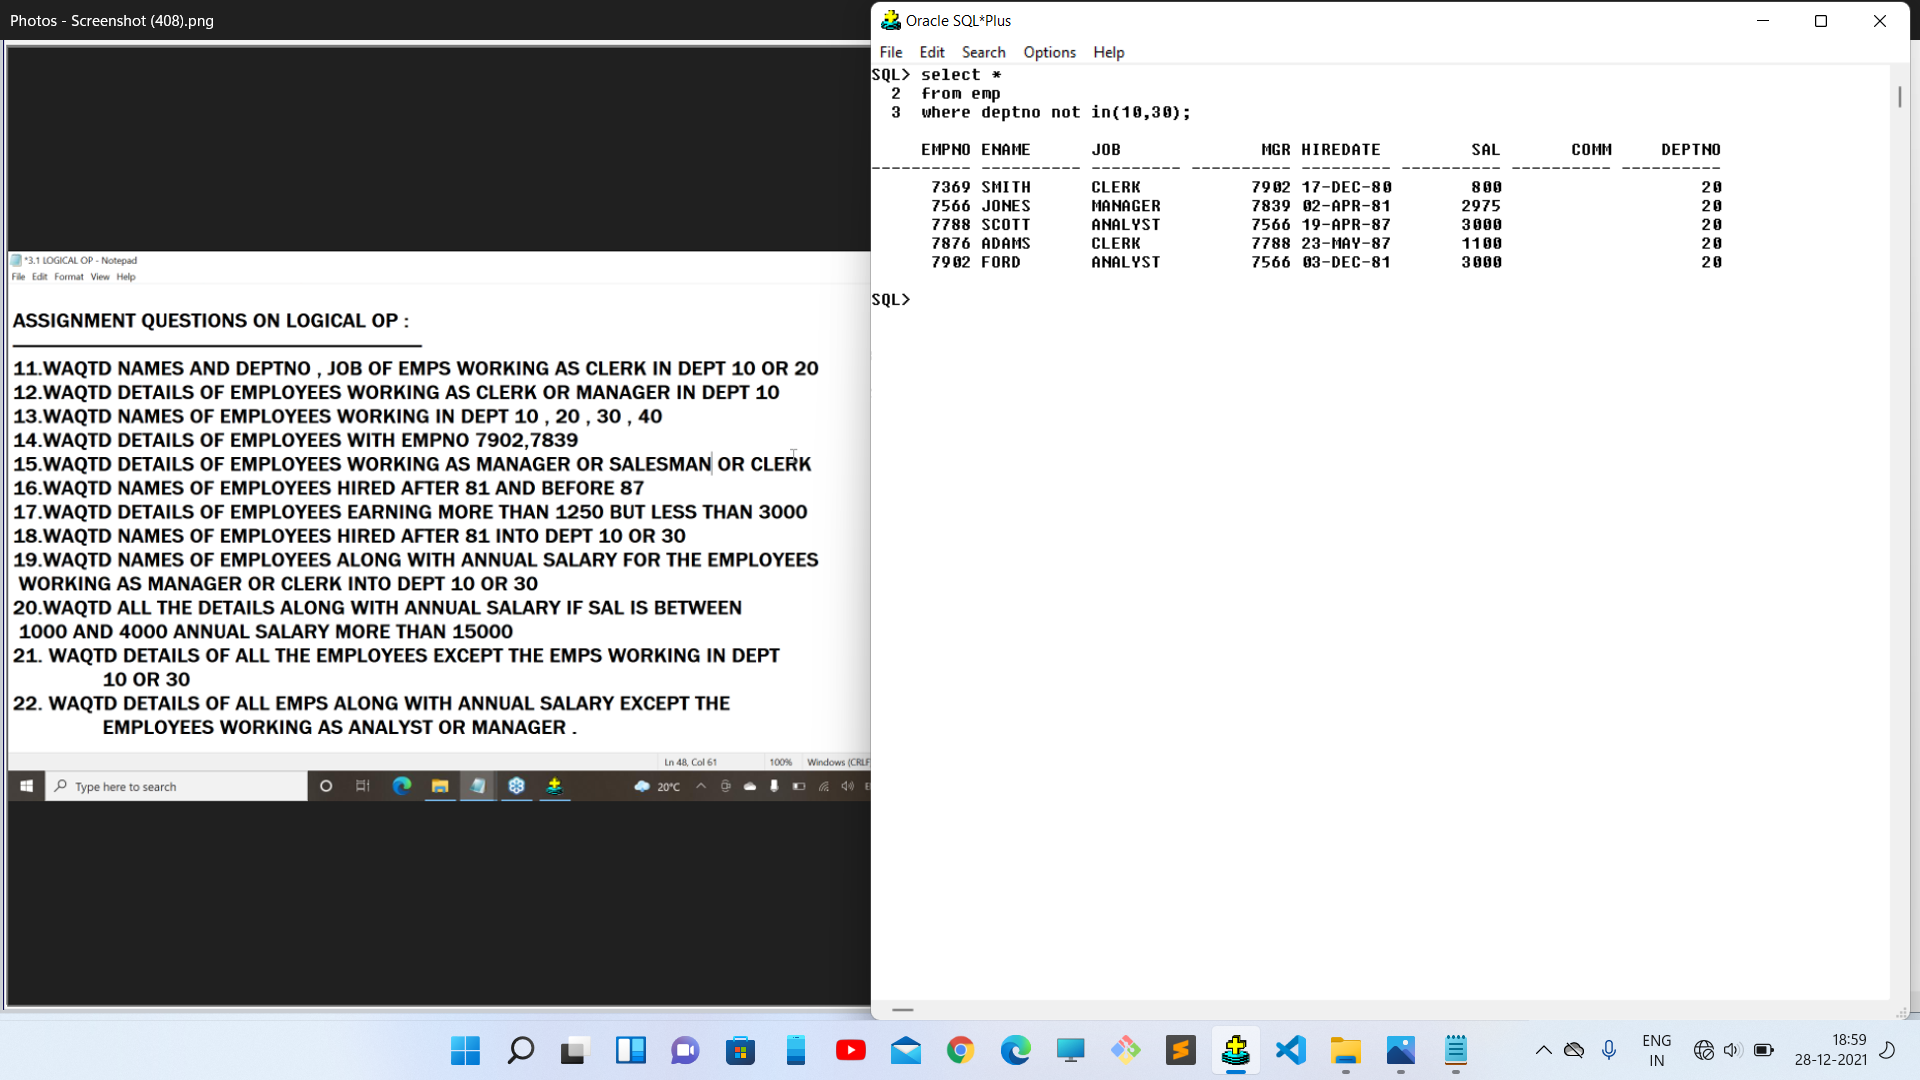 Photos - Screenshot (408).png
*3.1 LOGICAL OP - Notepad
File Edit Format View Help
ASSIGNMENT QUESTIONS ON LOGICAL OP :
11.WAQTD NAMES AND DEPTNO , JOB OF EMPS WORKING AS CLERK IN DEPT 10 OR 20
12.WAQTD DETAILS OF EMPLOYEES WORKING AS CLERK OR MANAGER IN DEPT 10
13.WAQTD NAMES OF EMPLOYEES WORKING IN DEPT 10 , 20 , 30 , 40
14.WAQTD DETAILS OF EMPLOYEES WITH EMPNO 7902,7839
15.WAQTD DETAILS OF EMPLOYEES WORKING AS MANAGER OR SALESMAN OR CLERK
16.WAQTD NAMES OF EMPLOYEES HIRED AFTER 81 AND BEFORE 87
17.WAQTD DETAILS OF EMPLOYEES EARNING MORE THAN 1250 BUT LESS THAN 3000
18.WAQTD NAMES OF EMPLOYEES HIRED AFTER 81 INTO DEPT 10 OR 30
19.WAQTD NAMES OF EMPLOYEES ALONG WITH ANNUAL SALARY FOR THE EMPLOYEES
WORKING AS MANAGER OR CLERK INTO DEPT 10 OR 30
20.WAQTD ALL THE DETAILS ALONG WITH ANNUAL SALARY IF SAL IS BETWEEN
1000 AND 4000 ANNUAL SALARY MORE THAN 15000
21. WAQTD DETAILS OF ALL THE EMPLOYEES EXCEPT THE EMPS WORKING IN DEPT
10 OR 30
22. WAQTD DETAILS OF ALL EMPS ALONG WITH ANNUAL SALARY EXCEPT THE
EMPLOYEES WORKING AS ANALYST OR MANAGER .
Ln 48, Col 61 100% Windows (CRLF
Type here to search 20°C
Oracle SQL*Plus
File Edit Search Options Help
SQL> select *
2 from emp
3 where deptno not in(10,30);
EMPNO ENAME JOB MGR HIREDATE SAL COMM DEPTNO
---------- ---------- --------- ---------- --------- ---------- ---------- ----------
7369 SMITH CLERK 7902 17-DEC-80 800 20
7566 JONES MANAGER 7839 02-APR-81 2975 20
7788 SCOTT ANALYST 7566 19-APR-87 3000 20
7876 ADAMS CLERK 7788 23-MAY-87 1100 20
7902 FORD ANALYST 7566 03-DEC-81 3000 20
SQL>
ENG
IN
18:59
28-12-2021